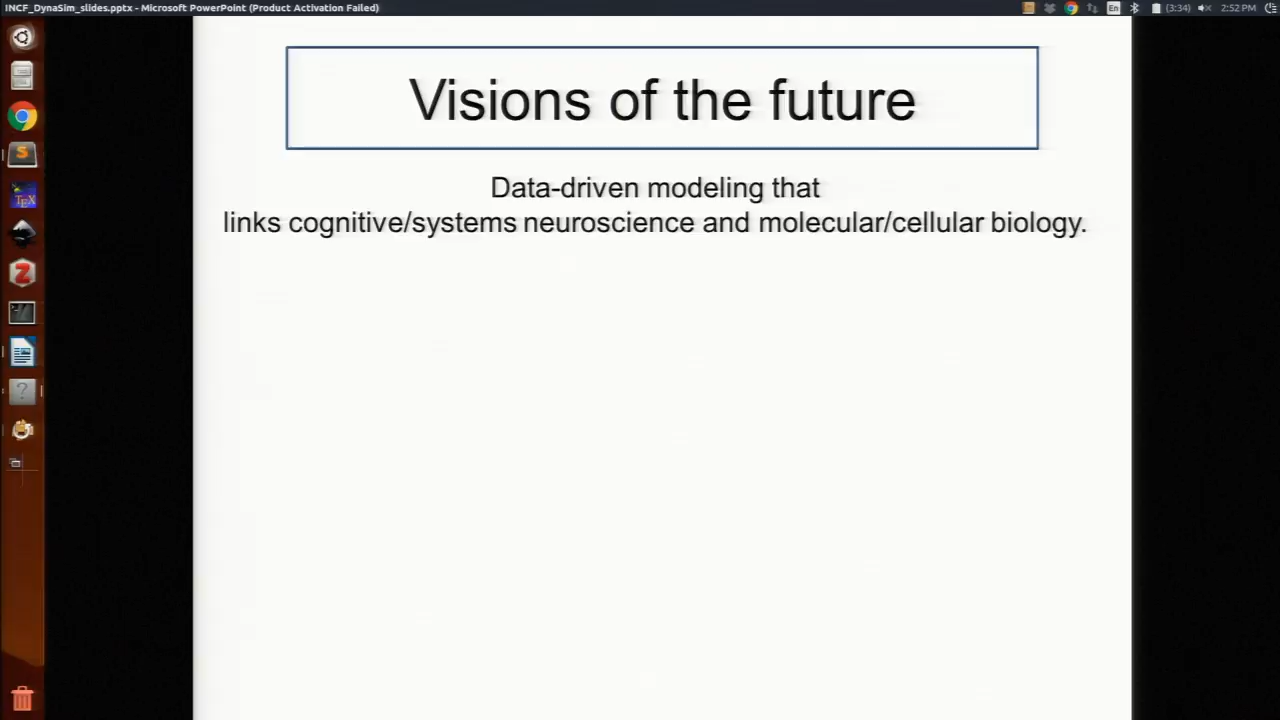 INCF_DynaSim_slides.pptx - Microsoft PowerPoint (Product Activation Failed)
En
(3:34)
2:52 PM
S
TEX
Z
?
Visions of the future
Data-driven modeling that
links cognitive/systems neuroscience and molecular/cellular biology.